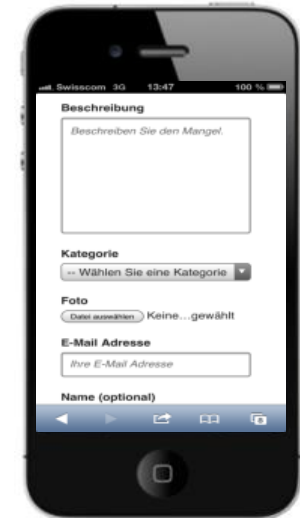 Swisscom 3G 13:47 100 %
Beschreibung
Beschreiben Sie den Mangel.
Kategorie
-- Wählen Sie eine Kategorie
Foto
Datei auswählen Keine...gewählt
E-Mail Adresse
Ihre E-Mail Adresse
Name (optional)